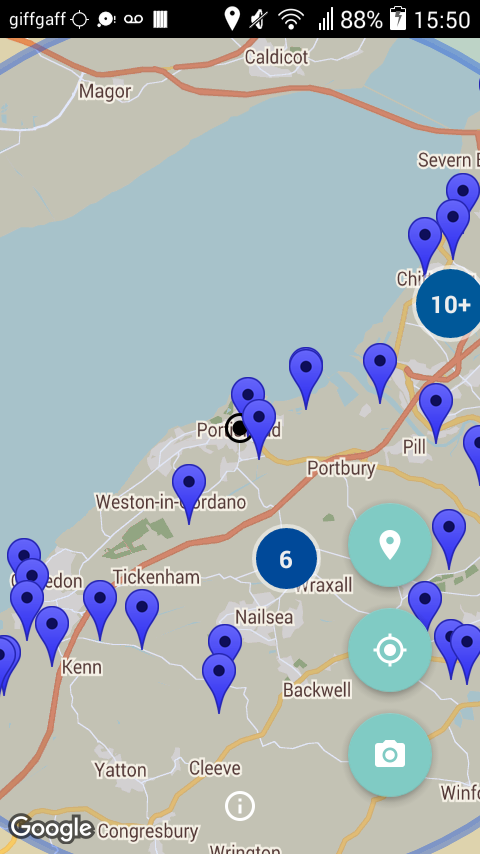 giffgaff 88% 15:50
Caldicot
Magor
Severn
10+
Portbury
Pill
Weston-in-Gordano
6
Tickenham
Wraxall
Nailsea
Kenn
Backwell
Yatton
Cleeve
Google
Congresbury
Wrington